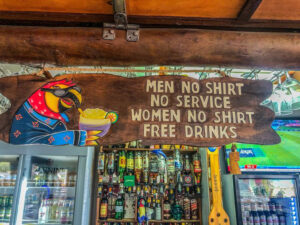 MEN NO SHIRT
NO SERVICE
WOMEN NO SHIRT
FREE DRINKS